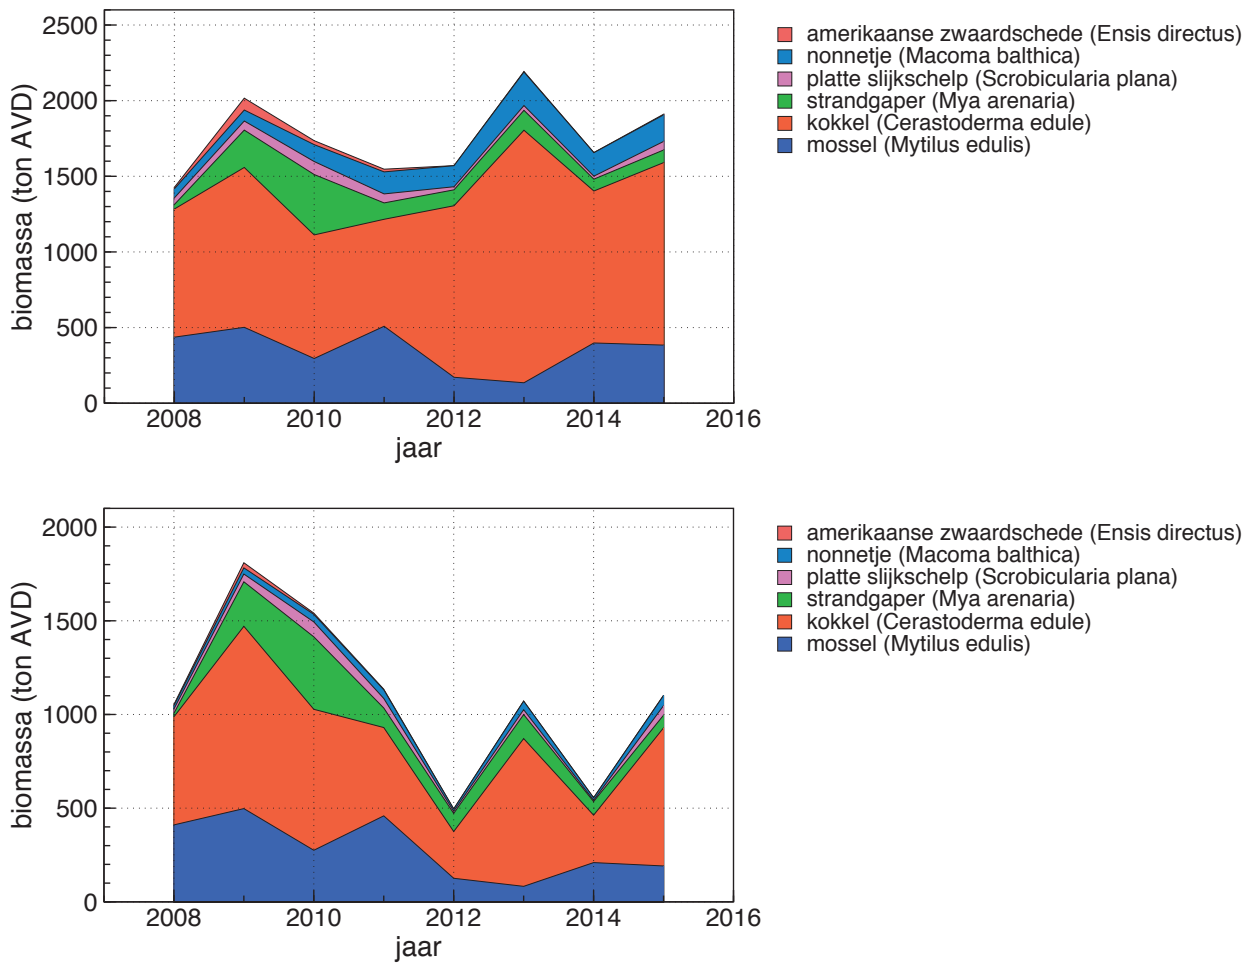 2500
2000
1500
1000
500
0
biomassa (ton AVD)
2008
2010
2012
2014
2016
jaar
amerikaanse zwaardschede (Ensis directus)
nonnetje (Macoma balthica)
platte slijkschelp (Scrobicularia plana)
strandgaper (Mya arenaria)
kokkel (Cerastoderma edule)
mossel (Mytilus edulis)
2000
1500
1000
500
0
biomassa (ton AVD)
2008
2010
2012
2014
2016
jaar
amerikaanse zwaardschede (Ensis directus)
nonnetje (Macoma balthica)
platte slijkschelp (Scrobicularia plana)
strandgaper (Mya arenaria)
kokkel (Cerastoderma edule)
mossel (Mytilus edulis)